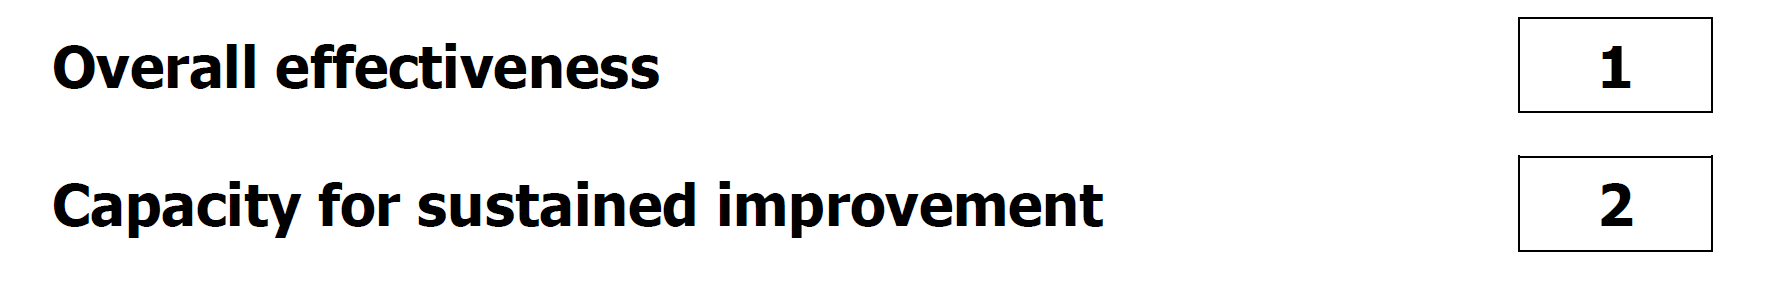 Overall effectiveness 1
Capacity for sustained improvement 2